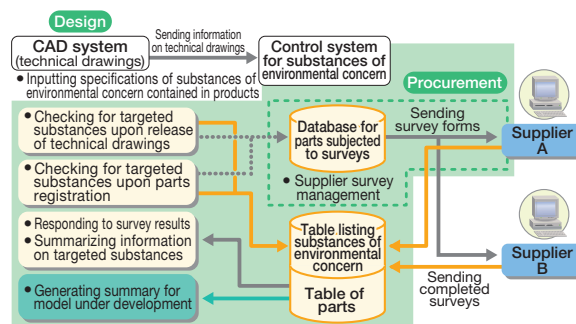 Design
CAD system
(technical drawings)
Sending information
on technical drawings
Control system
for substances of
environmental concern
• Inputting specifications of substances of
environmental concern contained in products
Procurement
• Checking for targeted
substances upon release
of technical drawings
• Checking for targeted
substances upon parts
registration
Database for
parts subjected
to surveys
• Supplier survey
management
Sending
survey forms
Supplier
A
• Responding to survey results
• Summarizing information
on targeted substances
• Generating summary for
model under development
Table listing
substances of
environmental
concern
Table of
parts
Sending
completed
surveys
Supplier
B